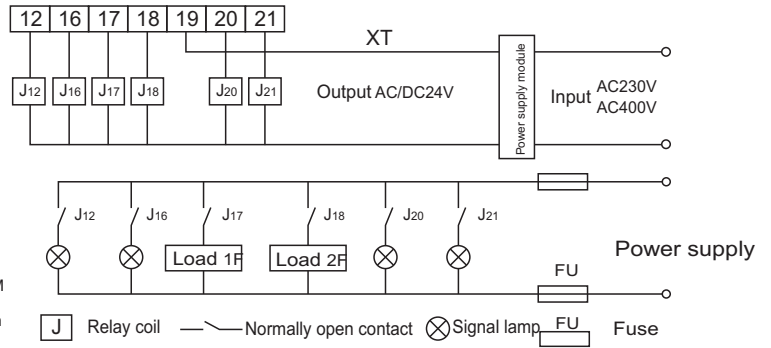 12 16 17 18 19 20 21
XT
J12 J16 J17 J18 J20 J21
Output AC/DC24V
Power supply module
Input AC230V
AC400V
J12 J16 J17 J18 J20 J21
Load 1F Load 2F
Power supply
FU
J Relay coil Normally open contact Signal lamp FU Fuse